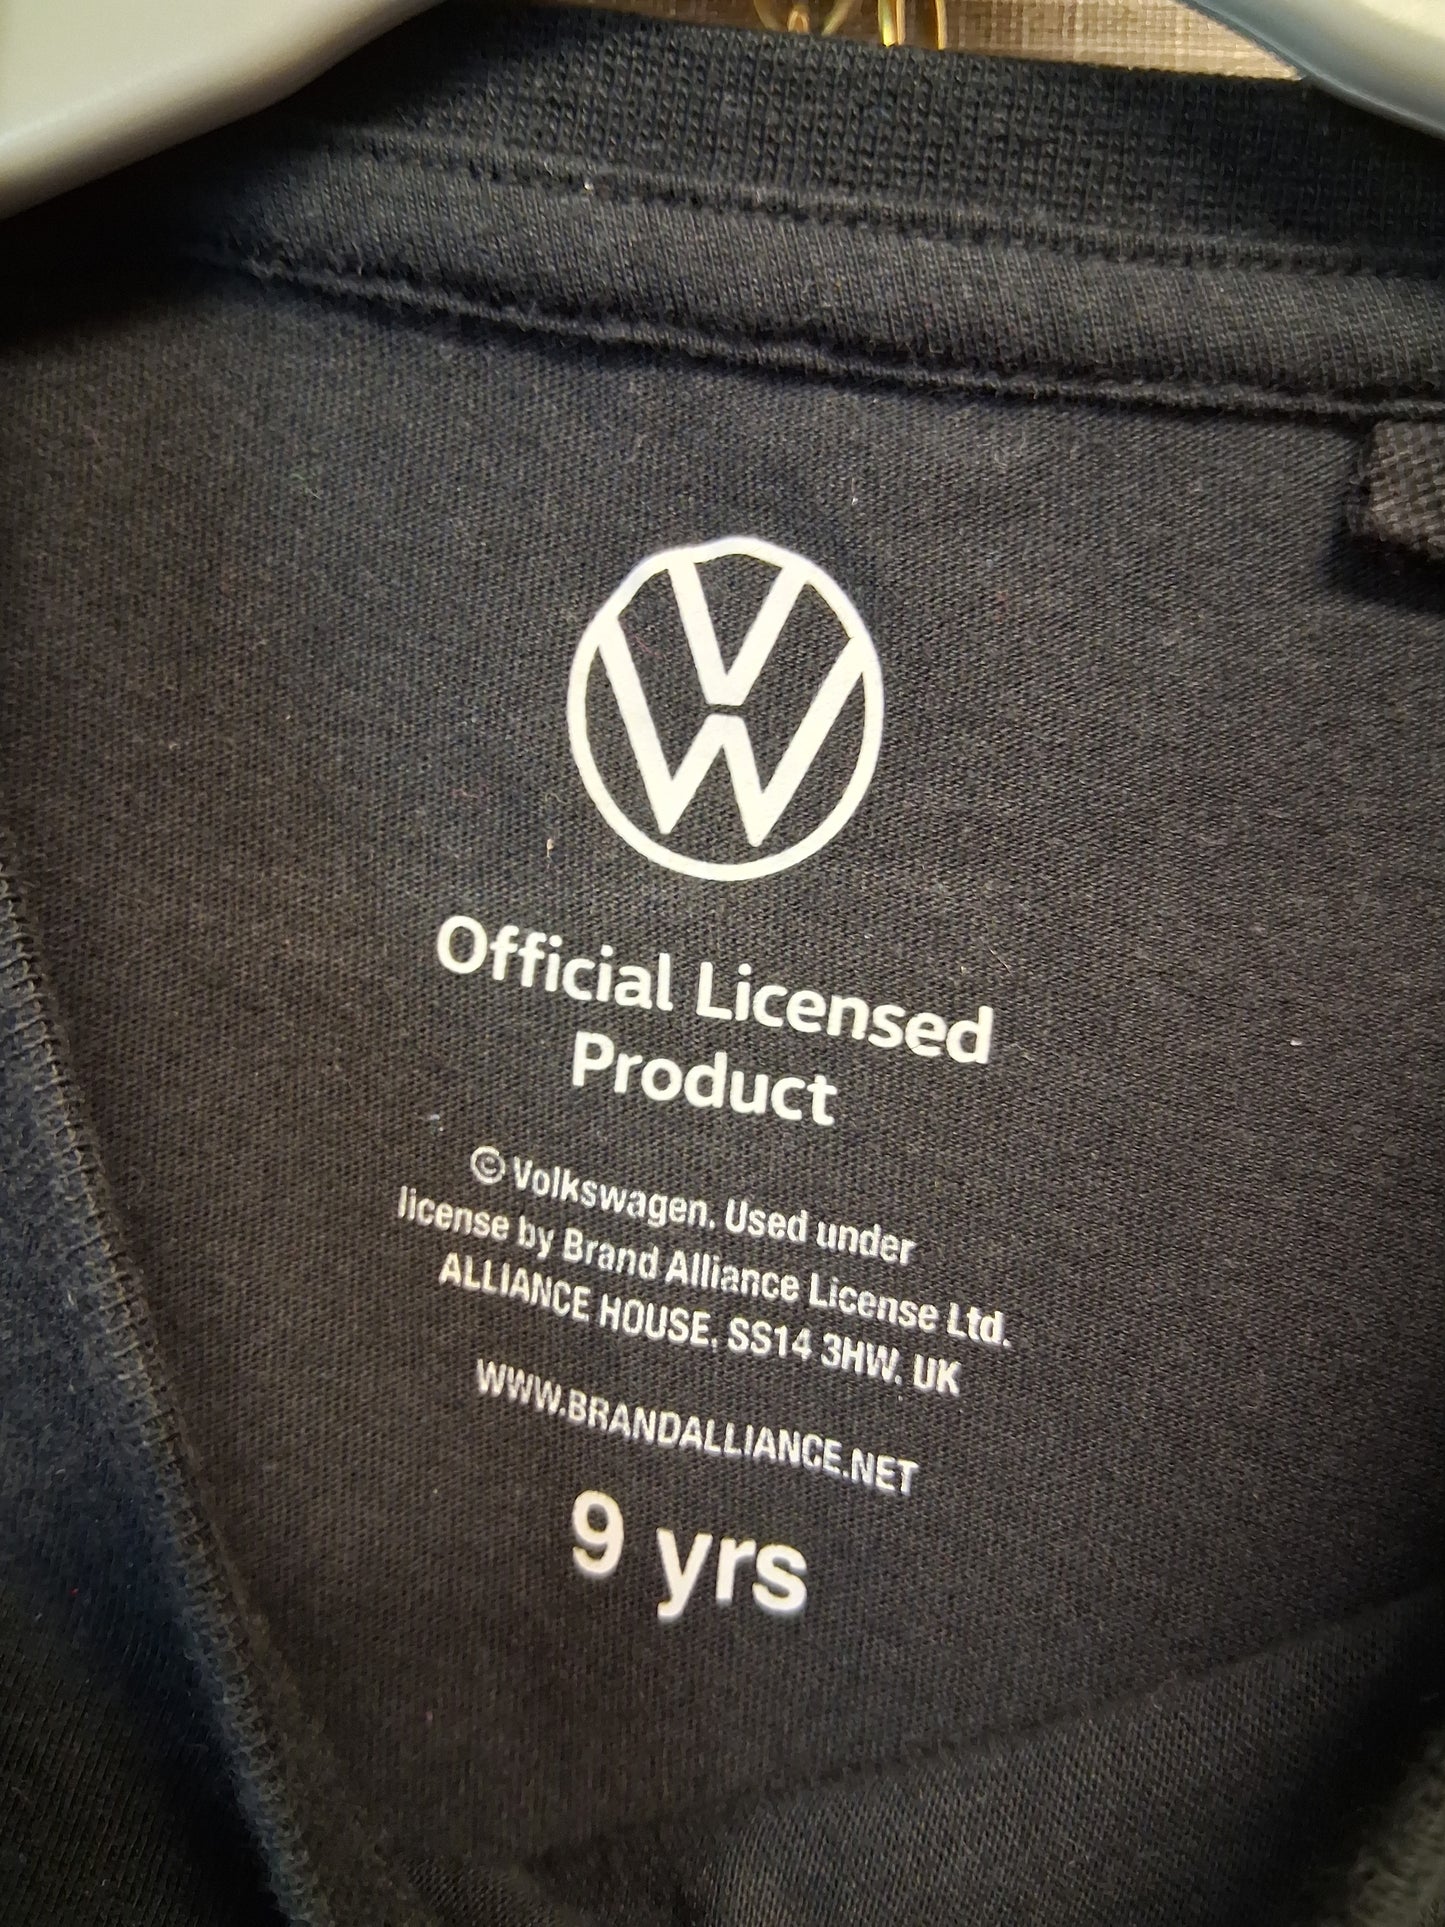 VW
Official Licensed
Product
© Volkswagen. Used under
license by Brand Alliance License Ltd.
ALLIANCE HOUSE, SS14 3HW. UK
WWW.BRANDALLIANCE.NET
9 yrs